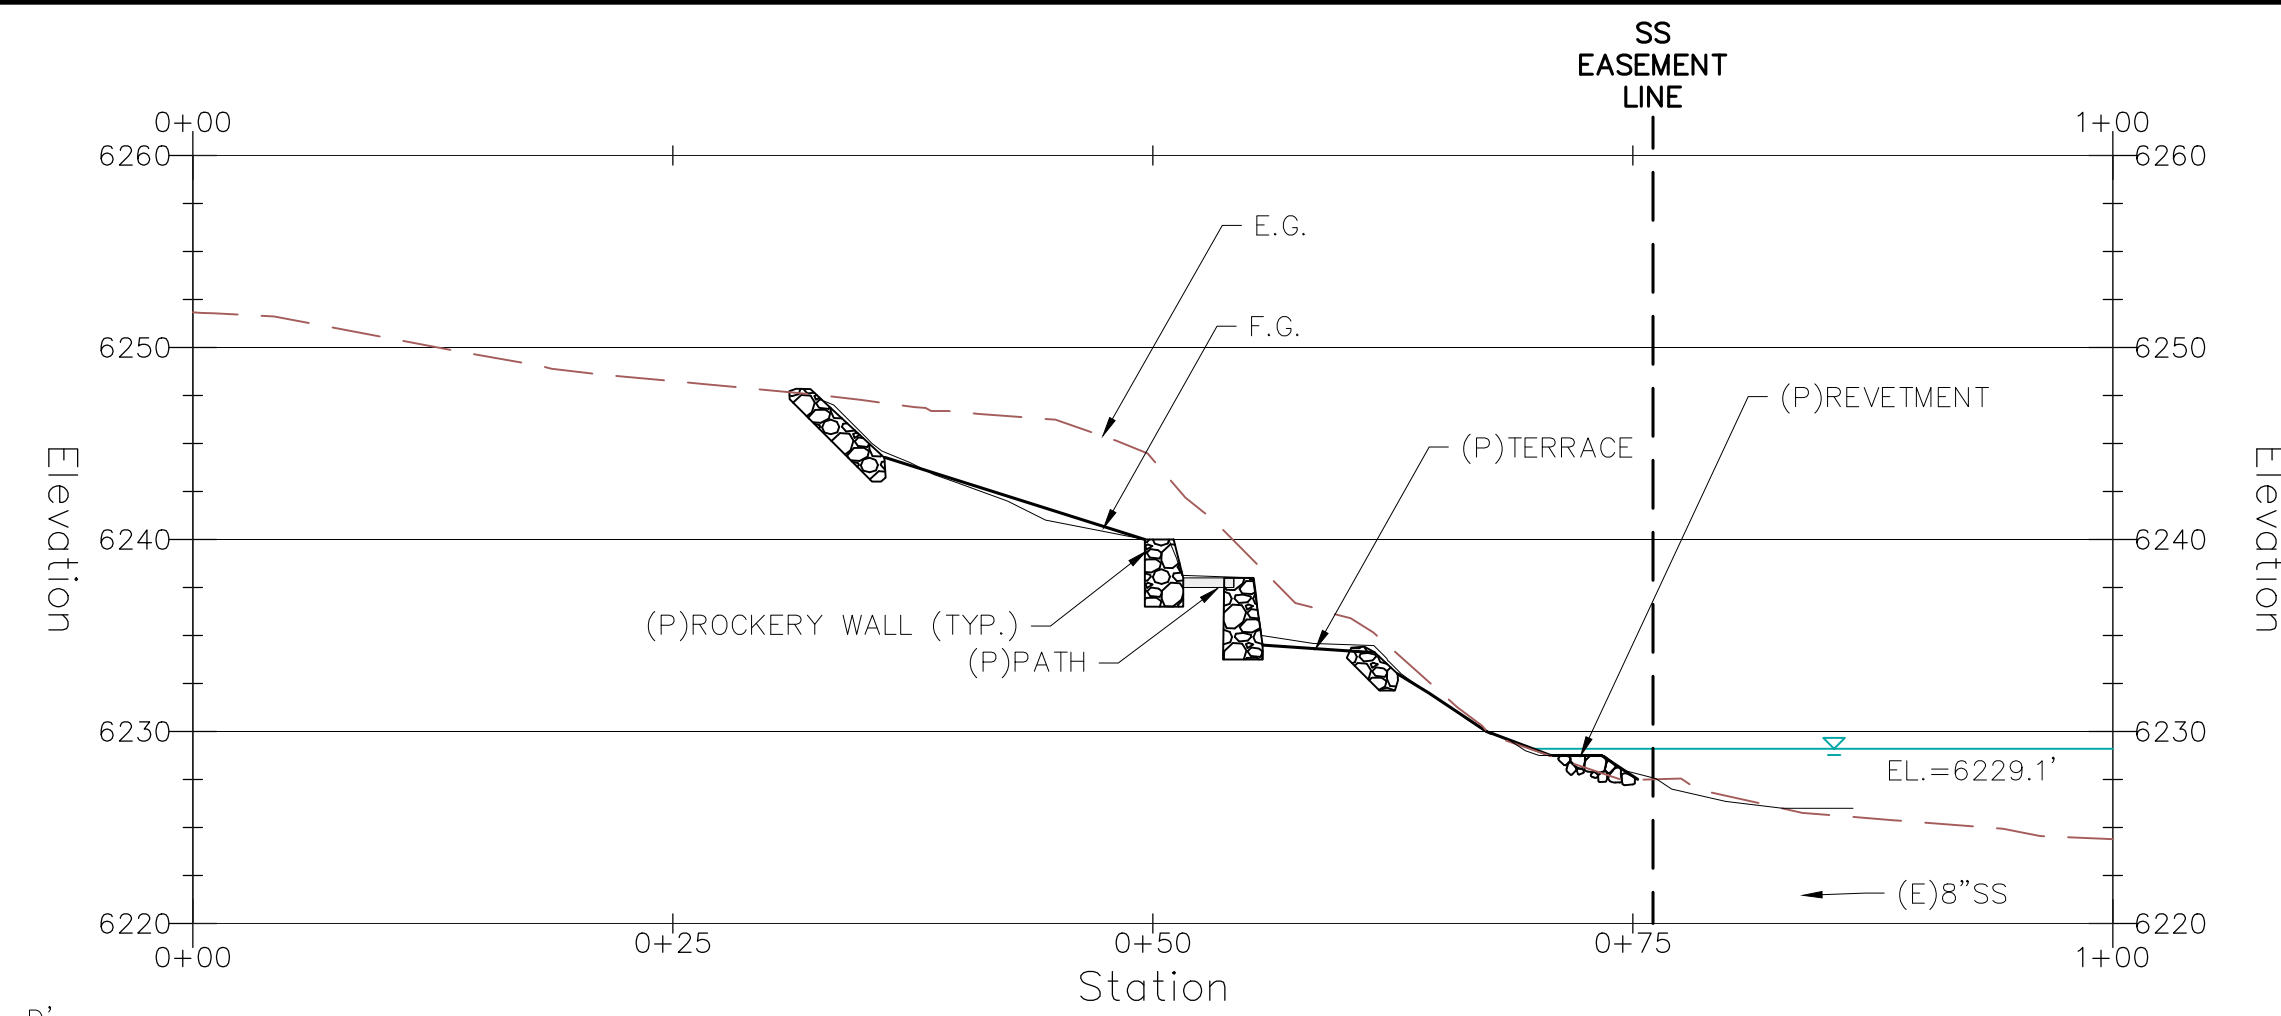 SS
EASEMENT
LINE
0+00
1+00
6260
6260
E.G.
F.G.
6250
6250
(P)REVETMENT
(P)TERRACE
Elevation
Elevation
6240
6240
(P)ROCKERY WALL (TYP.)
(P)PATH
6230
6230
EL.=6229.1'
(E)8"SS
6220
6220
0+00
0+25
0+50
0+75
1+00
Station